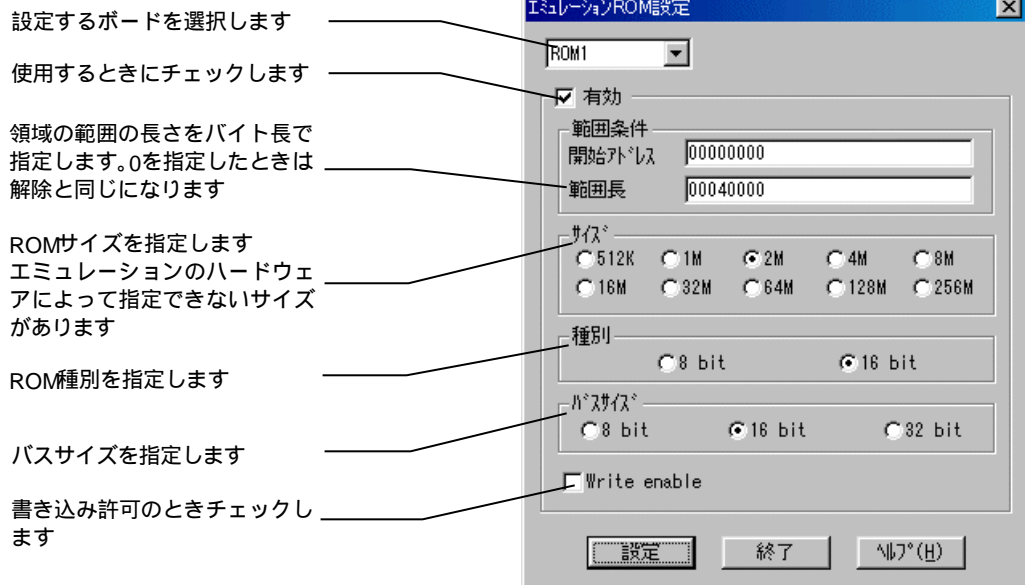 設定するボードを選択します
使用するときにチェックします
領域の範囲の長さをバイト長で
指定します。0を指定したときは
解除と同じになります
ROMサイズを指定します
エミュレーションのハードウェ
アによって指定できないサイズ
があります
ROM種別を指定します
バスサイズを指定します
書き込み許可のときチェックし
ます
ｴﾐｭﾚｰｼｮﾝROM設定
ROM1
有効
範囲条件
開始ｱﾄﾞﾚｽ 00000000
範囲長 00040000
ｻｲｽﾞ
512K 1M 2M 4M 8M
16M 32M 64M 128M 256M
種別
8 bit 16 bit
ﾊﾞｽｻｲｽﾞ
8 bit 16 bit 32 bit
Write enable
設定 終了 ﾍﾙﾌﾟ(H)